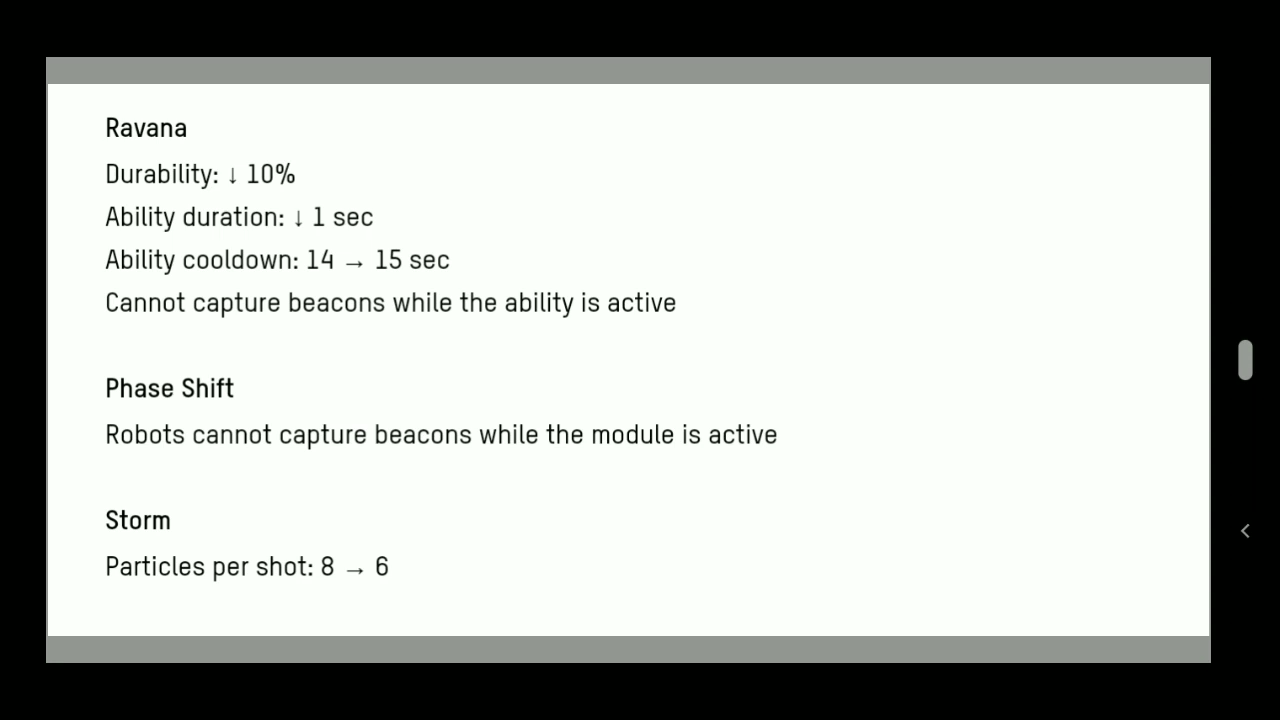 Ravana
Durability: ↓ 10%
Ability duration: ↓ 1 sec
Ability cooldown: 14 → 15 sec
Cannot capture beacons while the ability is active
Phase Shift
Robots cannot capture beacons while the module is active
Storm
Particles per shot: 8 → 6